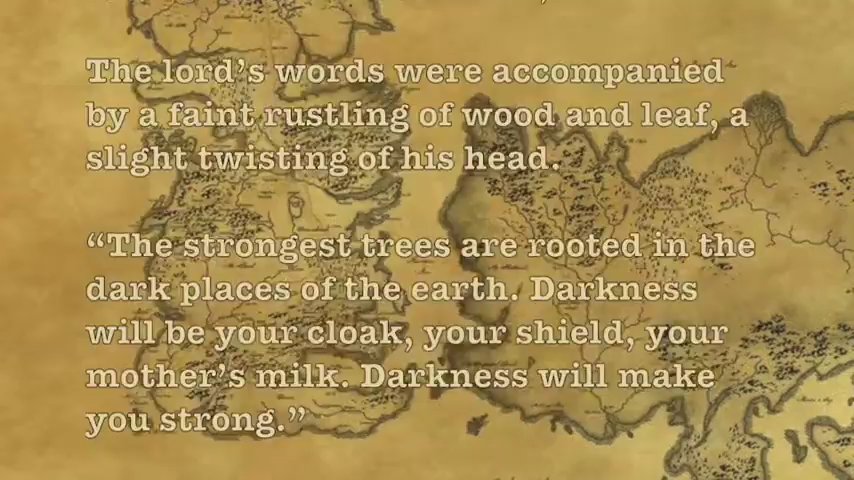 The lord's words were accompanied
by a faint rustling of wood and leaf, a
slight twisting of his head.
“The strongest trees are rooted in the
dark places of the earth. Darkness
will be your cloak, your shield, your
mother's milk. Darkness will make
you strong.”